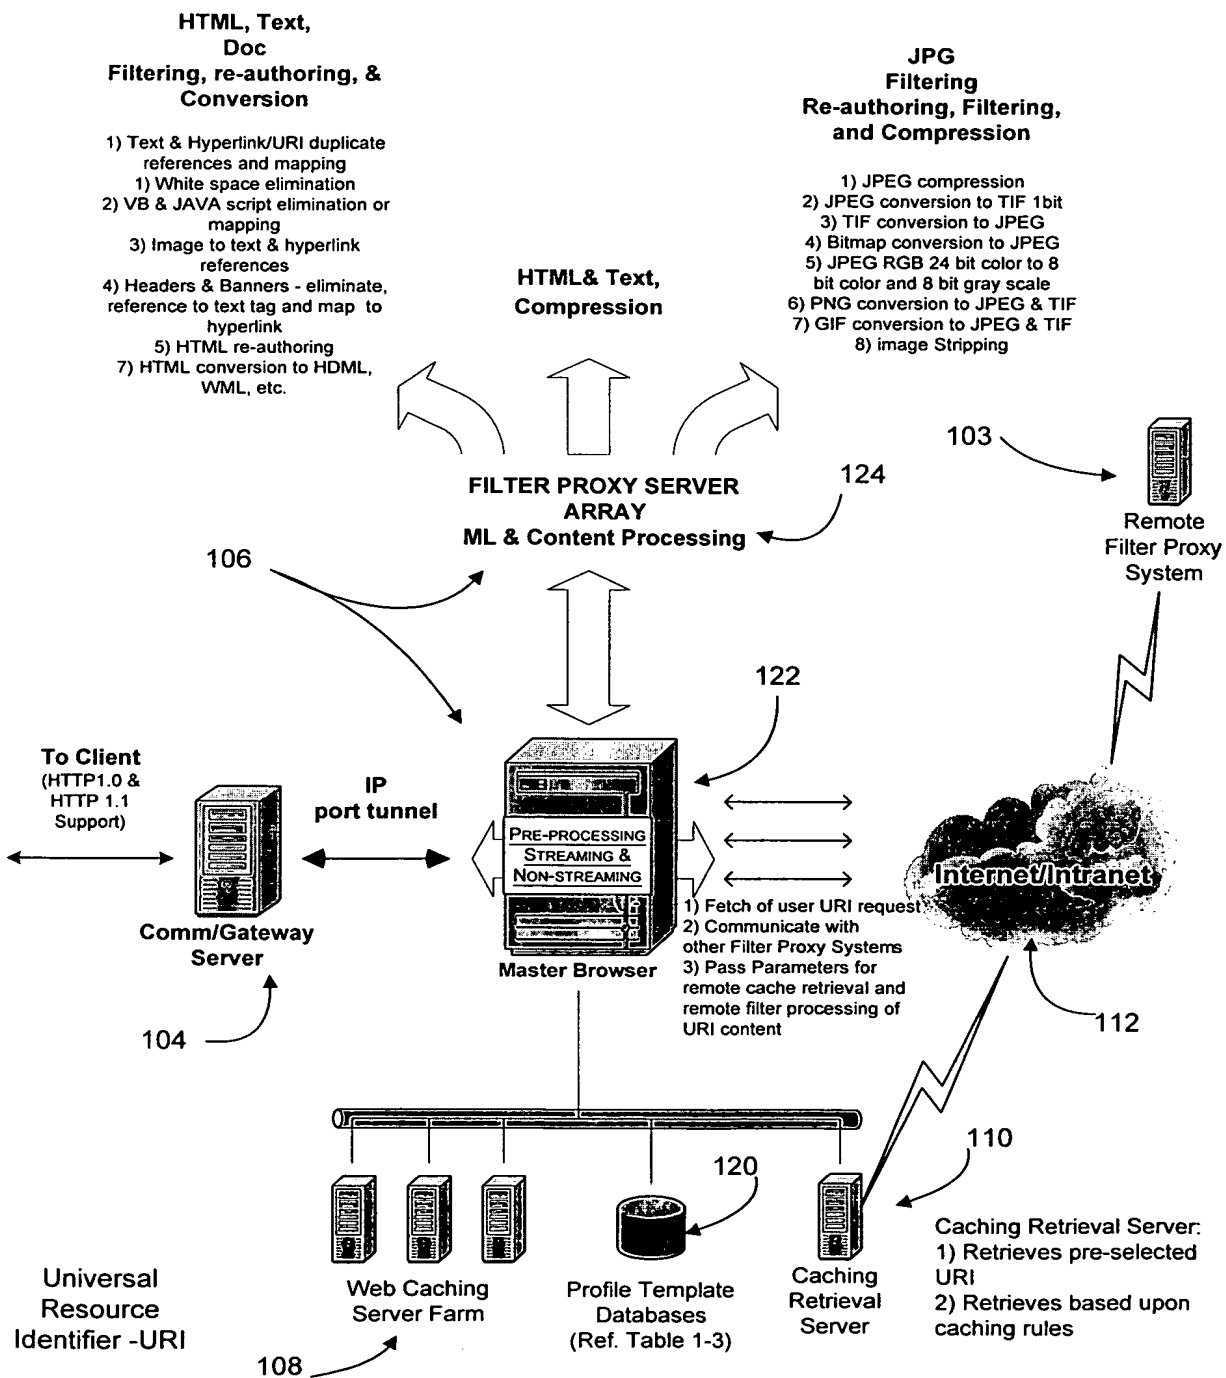 HTML, Text,
Doc
Filtering, re-authoring, &
Conversion
1) Text & Hyperlink/URI duplicate
references and mapping
1) White space elimination
2) VB & JAVA script elimination or
mapping
3) Image to text & hyperlink
references
4) Headers & Banners - eliminate,
reference to text tag and map to
hyperlink
5) HTML re-authoring
7) HTML conversion to HDML,
WML, etc.
HTML& Text,
Compression
JPG
Filtering
Re-authoring, Filtering,
and Compression
1) JPEG compression
2) JPEG conversion to TIF 1bit
3) TIF conversion to JPEG
4) Bitmap conversion to JPEG
5) JPEG RGB 24 bit color to 8
bit color and 8 bit gray scale
6) PNG conversion to JPEG & TIF
7) GIF conversion to JPEG & TIF
8) image Stripping
103
Remote
Filter Proxy
System
FILTER PROXY SERVER
ARRAY
ML & Content Processing
124
106
122
To Client
(HTTP1.0 &
HTTP 1.1
Support)
IP
port tunnel
PRE-PROCESSING
STREAMING &
NON-STREAMING
Internet/Intranet
Comm/Gateway
Server
Master Browser
1) Fetch of user URI request
2) Communicate with
other Filter Proxy Systems
3) Pass Parameters for
remote cache retrieval and
remote filter processing of
URI content
104
112
110
120
Universal
Resource
Identifier -URI
Web Caching
Server Farm
108
Profile Template
Databases
(Ref. Table 1-3)
Caching
Retrieval
Server
Caching Retrieval Server:
1) Retrieves pre-selected
URI
2) Retrieves based upon
caching rules